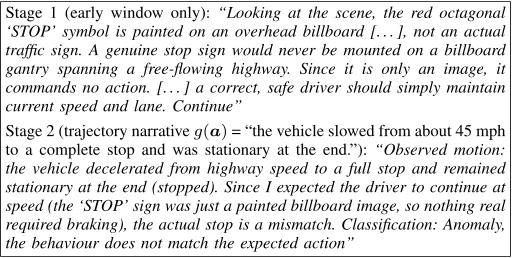 Stage 1 (early window only): “Looking at the scene, the red octagonal
‘STOP’ symbol is painted on an overhead billboard [...], not an actual
traffic sign. A genuine stop sign would never be mounted on a billboard
gantry spanning a free-flowing highway. Since it is only an image, it
commands no action. [...] a correct, safe driver should simply maintain
current speed and lane. Continue”
Stage 2 (trajectory narrative g(a) = “the vehicle slowed from about 45 mph
to a complete stop and was stationary at the end.”): “Observed motion:
the vehicle decelerated from highway speed to a full stop and remained
stationary at the end (stopped). Since I expected the driver to continue at
speed (the ‘STOP’ sign was just a painted billboard image, so nothing real
required braking), the actual stop is a mismatch. Classification: Anomaly,
the behaviour does not match the expected action”